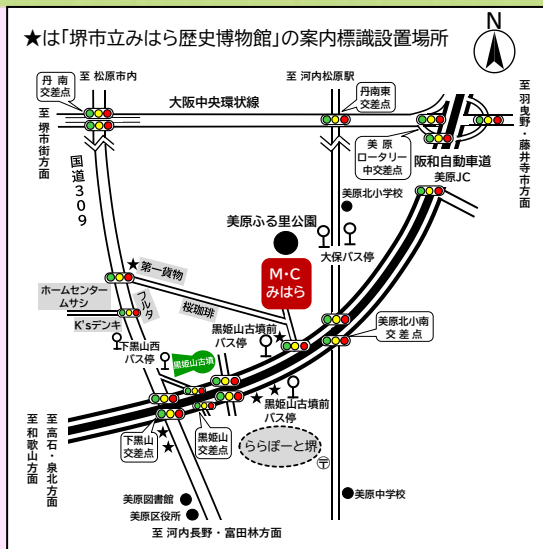 ★は「堺市立みはら歴史博物館」の案内標識設置場所
N
至 松原市内
至 河内松原駅
丹 南
交差点
丹南東
交差点
大阪中央環状線
至 堺市街方面
至 羽曳野・藤井寺市方面
美 原
ロータリー
中交差点
阪和自動車道
美原JC
国道309
美原北小学校
美原ふる里公園
大保バス停
★
第一貨物
M・C
みはら
ホームセンター
ムサシ
フルタ
桜珈琲
K'sデンキ
黒姫山古墳前
バス停
★
美原北小南
交 差 点
下黒山西
バス停
黒姫山古墳
★
★
黒姫山古墳前
バス停
至 高石・泉北方面
至 和歌山方面
下黒山
交差点
★
★
黒姫山
交差点
ららぽーと堺
〒
美原図書館
美原区役所
美原中学校
至 河内長野・富田林方面